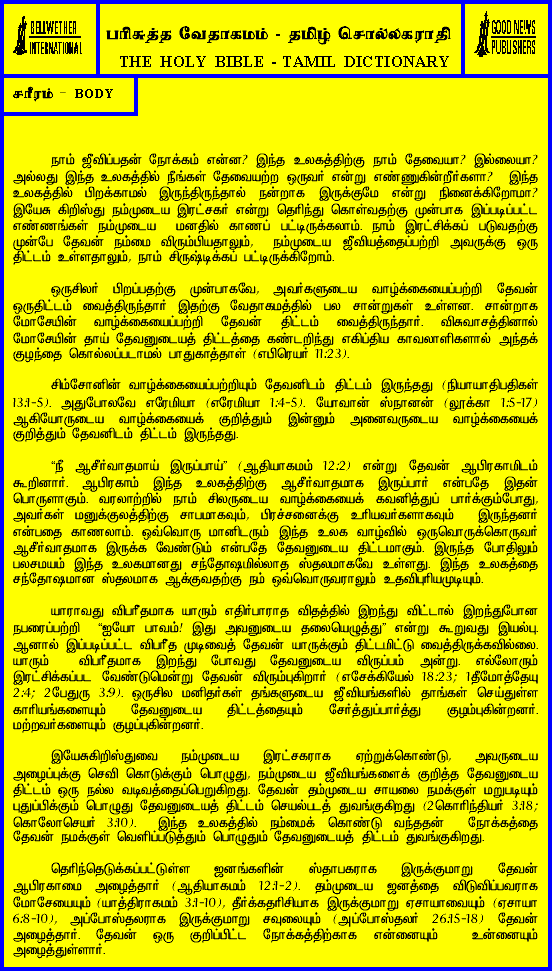 BELLWETHER
INTERNATIONAL
பரிசுத்த வேதாகமம் - தமிழ் சொல்லகராதி
THE HOLY BIBLE - TAMIL DICTIONARY
GOOD NEWS
PUBLISHERS
சரீரம் - BODY
நாம் ஜீவிப்பதன் நோக்கம் என்ன? இந்த உலகத்திற்கு நாம் தேவையா? இல்லையா?
அல்லது இந்த உலகத்தில் நீங்கள் தேவையற்ற ஒருவர் என்று எண்ணுகின்றீர்களா? இந்த
உலகத்தில் பிறக்காமல் இருந்திருந்தால் நன்றாக இருக்குமே என்று நினைக்கிறோமா?
இயேசு கிறிஸ்து நம்முடைய இரட்சகர் என்று தெரிந்து கொள்வதற்கு முன்பாக இப்படிப்பட்ட
எண்ணங்கள் நம்முடைய மனதில் காணப் பட்டிருக்கலாம். நாம் இரட்சிக்கப் படுவதற்கு
முன்பே தேவன் நம்மை விரும்பியதாலும், நம்முடைய ஜீவியத்தைப்பற்றி அவருக்கு ஒரு
திட்டம் உள்ளதாலும், நாம் சிருஷ்டிக்கப் பட்டிருக்கிறோம்.
ஒருசிலர் பிறப்பதற்கு முன்பாகவே, அவர்களுடைய வாழ்க்கையைப்பற்றி தேவன்
ஒருதிட்டம் வைத்திருந்தார் இதற்கு வேதாகமத்தில் பல சான்றுகள் உள்ளன. சான்றாக
மோசேயின் வாழ்க்கையைப்பற்றி தேவன் திட்டம் வைத்திருந்தார். விசுவாசத்தினால்
மோசேயின் தாய் தேவனுடையத் திட்டத்தை கண்டறிந்து எகிப்திய காவலாளிகளால் அந்தக்
குழந்தை கொல்லப்படாமல் பாதுகாத்தாள் (எபிரெயர் 11:23).
சிம்சோனின் வாழ்க்கையைப்பற்றியும் தேவனிடம் திட்டம் இருந்தது (நியாயாதிபதிகள்
13:1-5). அதுபோலவே எரேமியா (எரேமியா 1:4-5). யோவான் ஸ்நானன் (லூக்கா 1:5-17)
ஆகியோருடைய வாழ்க்கையைக் குறித்தும் இன்னும் அனைவருடைய வாழ்க்கையைக்
குறித்தும் தேவனிடம் திட்டம் இருந்தது.
“நீ ஆசீர்வாதமாய் இருப்பாய்” (ஆதியாகமம் 12:2) என்று தேவன் ஆபிரகாமிடம்
கூறினார். ஆபிரகாம் இந்த உலகத்திற்கு ஆசீர்வாதமாக இருப்பார் என்பதே இதன்
பொருளாகும். வரலாற்றில் நாம் சிலருடைய வாழ்க்கையைக் கவனித்துப் பார்க்கும்போது,
அவர்கள் மனுக்குலத்திற்கு சாபமாகவும், பிரச்சனைக்கு உரியவர்களாகவும் இருந்தனர்
என்பதை காணலாம். ஒவ்வொரு மானிடரும் இந்த உலக வாழ்வில் ஒருவொருக்கொருவர்
ஆசீர்வாதமாக இருக்க வேண்டும் என்பதே தேவனுடைய திட்டமாகும். இருந்த போதிலும்
பலசமயம் இந்த உலகமானது சந்தோஷமில்லாத ஸ்தலமாகவே உள்ளது. இந்த உலகத்தை
சந்தோஷமான ஸ்தலமாக ஆக்குவதற்கு நம் ஒவ்வொருவராலும் உதவிபுரியமுடியும்.
யாராவது விபரீதமாக யாரும் எதிர்பாராத விதத்தில் இறந்து விட்டால் இறந்துபோன
நபரைப்பற்றி “ஐயோ பாவம்! இது அவனுடைய தலையெழுத்து” என்று கூறுவது இயல்பு.
ஆனால் இப்படிப்பட்ட விபரீத முடிவைத் தேவன் யாருக்கும் திட்டமிட்டு வைத்திருக்கவில்லை.
யாரும் விபரீதமாக இறந்து போவது தேவனுடைய விருப்பம் அன்று. எல்லோரும்
இரட்சிக்கப்பட வேண்டுமென்று தேவன் விரும்புகிறார் (எசேக்கியேல் 18:23; 1தீமோத்தேயு
2:4; 2பேதுரு 3:9). ஒருசில மனிதர்கள் தங்களுடைய ஜீவியங்களில் தாங்கள் செய்துள்ள
காரியங்களையும் தேவனுடைய திட்டத்தையும் சேர்த்துப்பார்த்து குழம்புகின்றனர்.
மற்றவர்களையும் குழப்புகின்றனர்.
இயேசுகிறிஸ்துவை நம்முடைய இரட்சகராக ஏற்றுக்கொண்டு, அவருடைய
அழைப்புக்கு செவி கொடுக்கும் பொழுது, நம்முடைய ஜீவியங்களைக் குறித்த தேவனுடைய
திட்டம் ஒரு நல்ல வடிவத்தைப்பெறுகிறது. தேவன் தம்முடைய சாயலை நமக்குள் மறுபடியும்
புதுப்பிக்கும் பொழுது தேவனுடையத் திட்டம் செயல்படத் துவங்குகிறது (2கொரிந்தியர் 3:18;
கொலோசெயர் 3:10). இந்த உலகத்தில் நம்மைக் கொண்டு வந்ததன் நோக்கத்தை
தேவன் நமக்குள் வெளிப்படுத்தும் பொழுதும் தேவனுடையத் திட்டம் துவங்குகிறது.
தெரிந்தெடுக்கப்பட்டுள்ள ஜனங்களின் ஸ்தாபகராக இருக்குமாறு தேவன்
ஆபிரகாமை அழைத்தார் (ஆதியாகமம் 12:1-2). தம்முடைய ஜனத்தை விடுவிப்பவராக
மோசேயையும் (யாத்திராகமம் 3:1-10), தீர்க்கதரிசியாக இருக்குமாறு ஏசாயாவையும் (ஏசாயா
6:8-10), அப்போஸ்தலராக இருக்குமாறு சவுலையும் (அப்போஸ்தலர் 26:15-18) தேவன்
அழைத்தார். தேவன் ஒரு குறிப்பிட்ட நோக்கத்திற்காக என்னையும் உன்னையும்
அழைத்துள்ளார்.